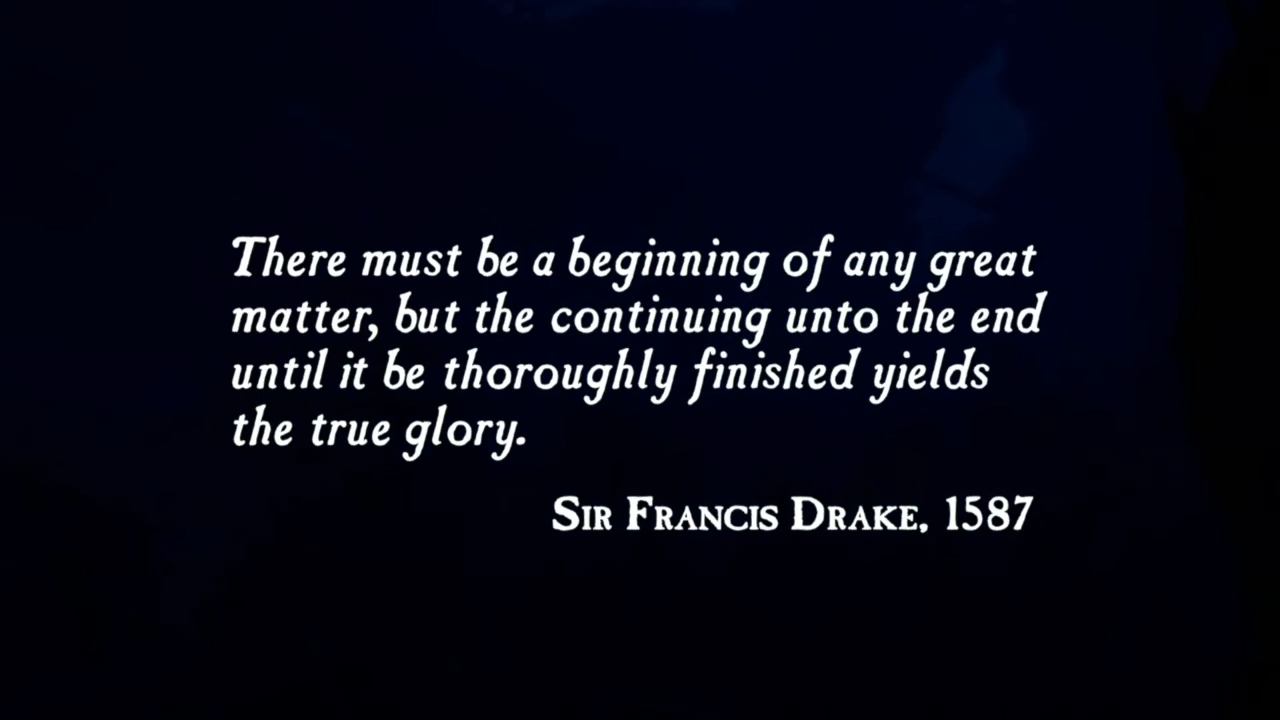 There must be a beginning of any great
matter, but the continuing unto the end
until it be thoroughly finished yields
the true glory.
Sir Francis Drake, 1587